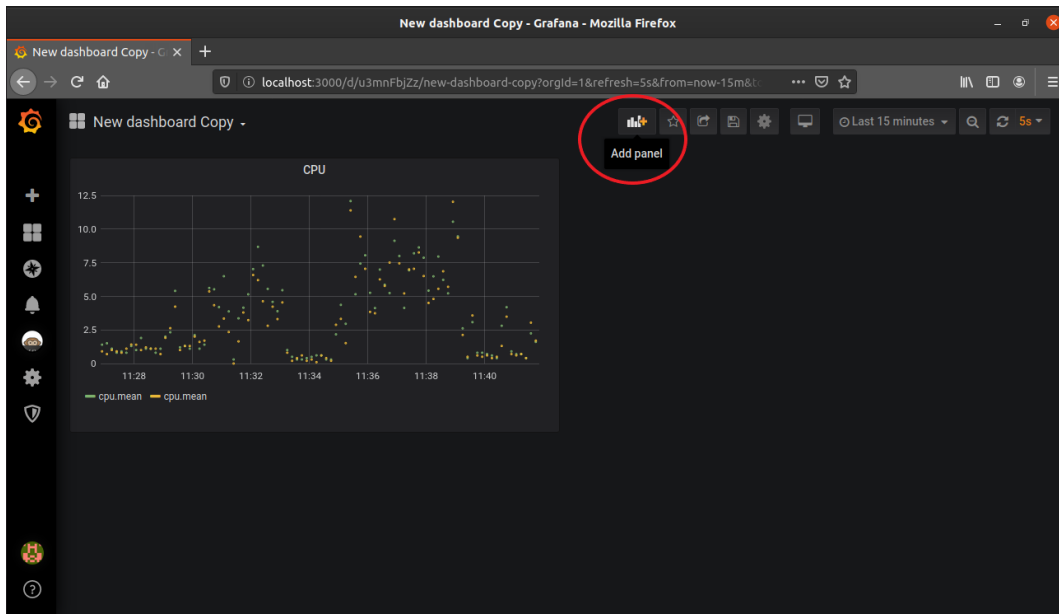 New dashboard Copy - Grafana - Mozilla Firefox
New dashboard Copy - G
localhost:3000/d/u3mnFbjZz/new-dashboard-copy?orgId=1&refresh=5s&from=now-15m&to
New dashboard Copy
Last 15 minutes
5s
Add panel
CPU
12.5
10.0
7.5
5.0
2.5
0
11:28 11:30 11:32 11:34 11:36 11:38 11:40
cpu.mean cpu.mean